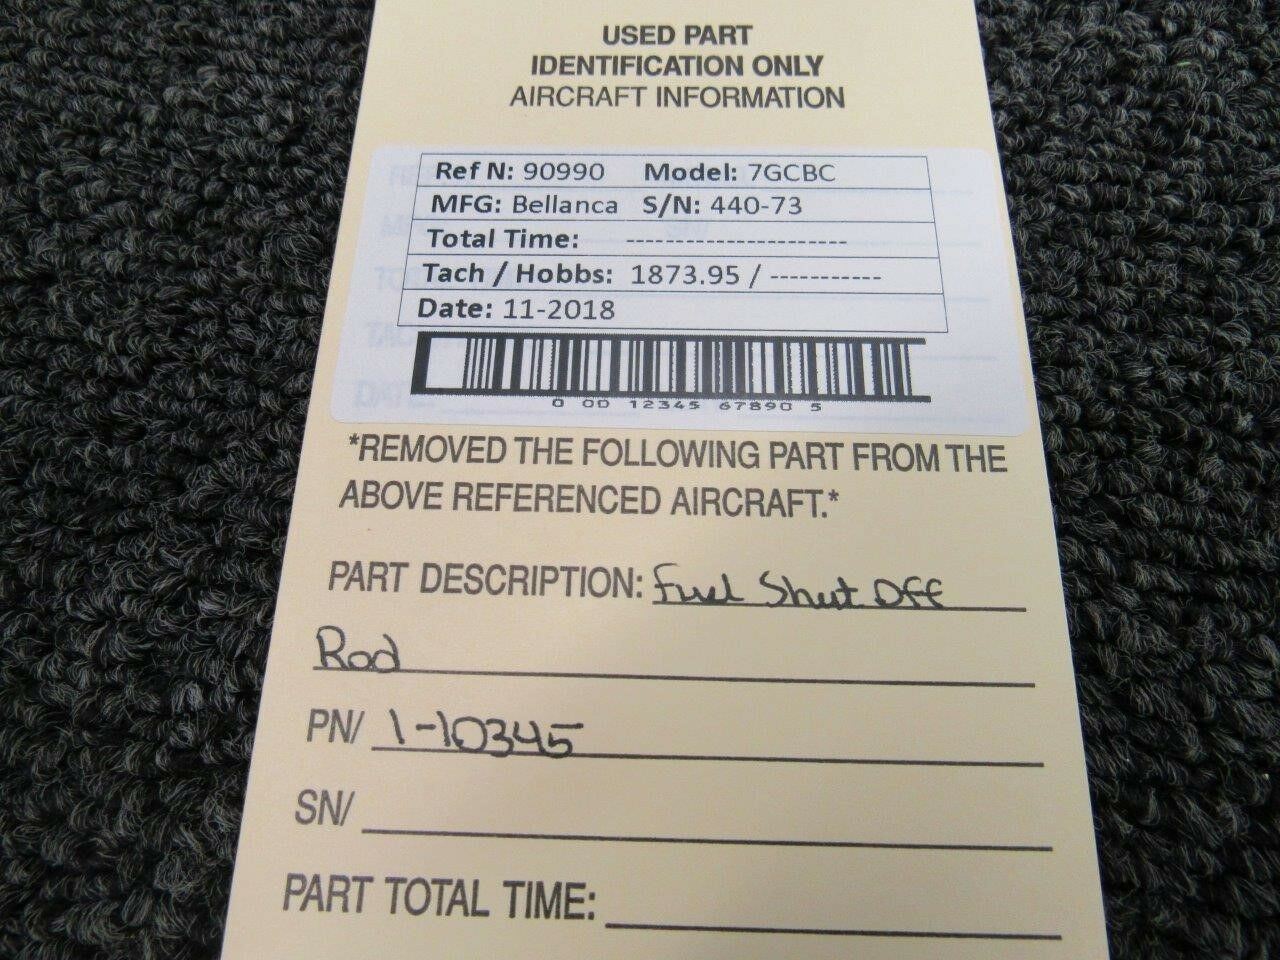 USED PART
IDENTIFICATION ONLY
AIRCRAFT INFORMATION
Ref N: 90990 Model: 7GCBC
MFG: Bellanca S/N: 440-73
Total Time: ----------------------
Tach / Hobbs: 1873.95 / -----------
Date: 11-2018
0 00 12345 67890 5
*REMOVED THE FOLLOWING PART FROM THE
ABOVE REFERENCED AIRCRAFT.*
PART DESCRIPTION: Fuel Shut Off
Rod
PN/ 1-10345
SN/
PART TOTAL TIME: